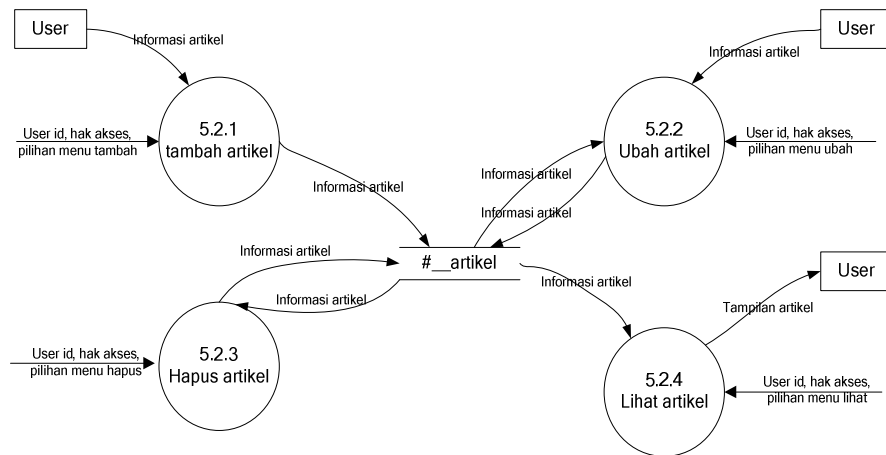 User
Informasi artikel
5.2.1
tambah artikel
User id, hak akses,
pilihan menu tambah
User
Informasi artikel
5.2.2
Ubah artikel
User id, hak akses,
pilihan menu ubah
Informasi artikel
Informasi artikel
Informasi artikel
#__artikel
Informasi artikel
Informasi artikel
5.2.3
Hapus artikel
User id, hak akses,
pilihan menu hapus
Informasi artikel
User
Tampilan artikel
5.2.4
Lihat artikel
User id, hak akses,
pilihan menu lihat